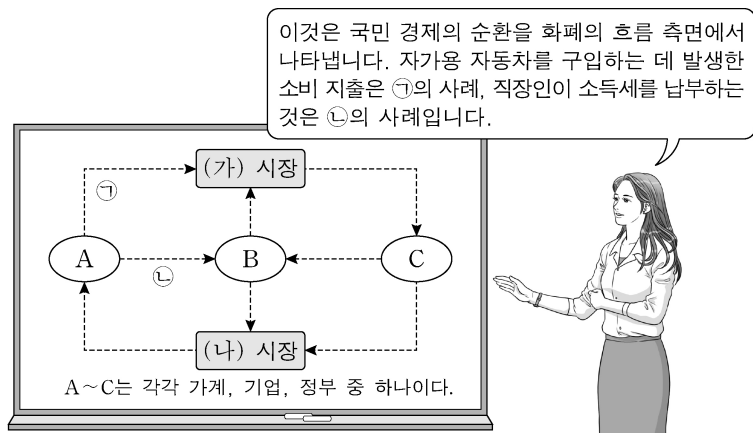 이것은 국민 경제의 순환을 화폐의 흐름 측면에서
나타냅니다. 자가용 자동차를 구입하는 데 발생한
소비 지출은 ㉠의 사례, 직장인이 소득세를 납부하는
것은 ㉡의 사례입니다.
(가) 시장
㉠
A
B
C
㉡
(나) 시장
A~C는 각각 가계, 기업, 정부 중 하나이다.